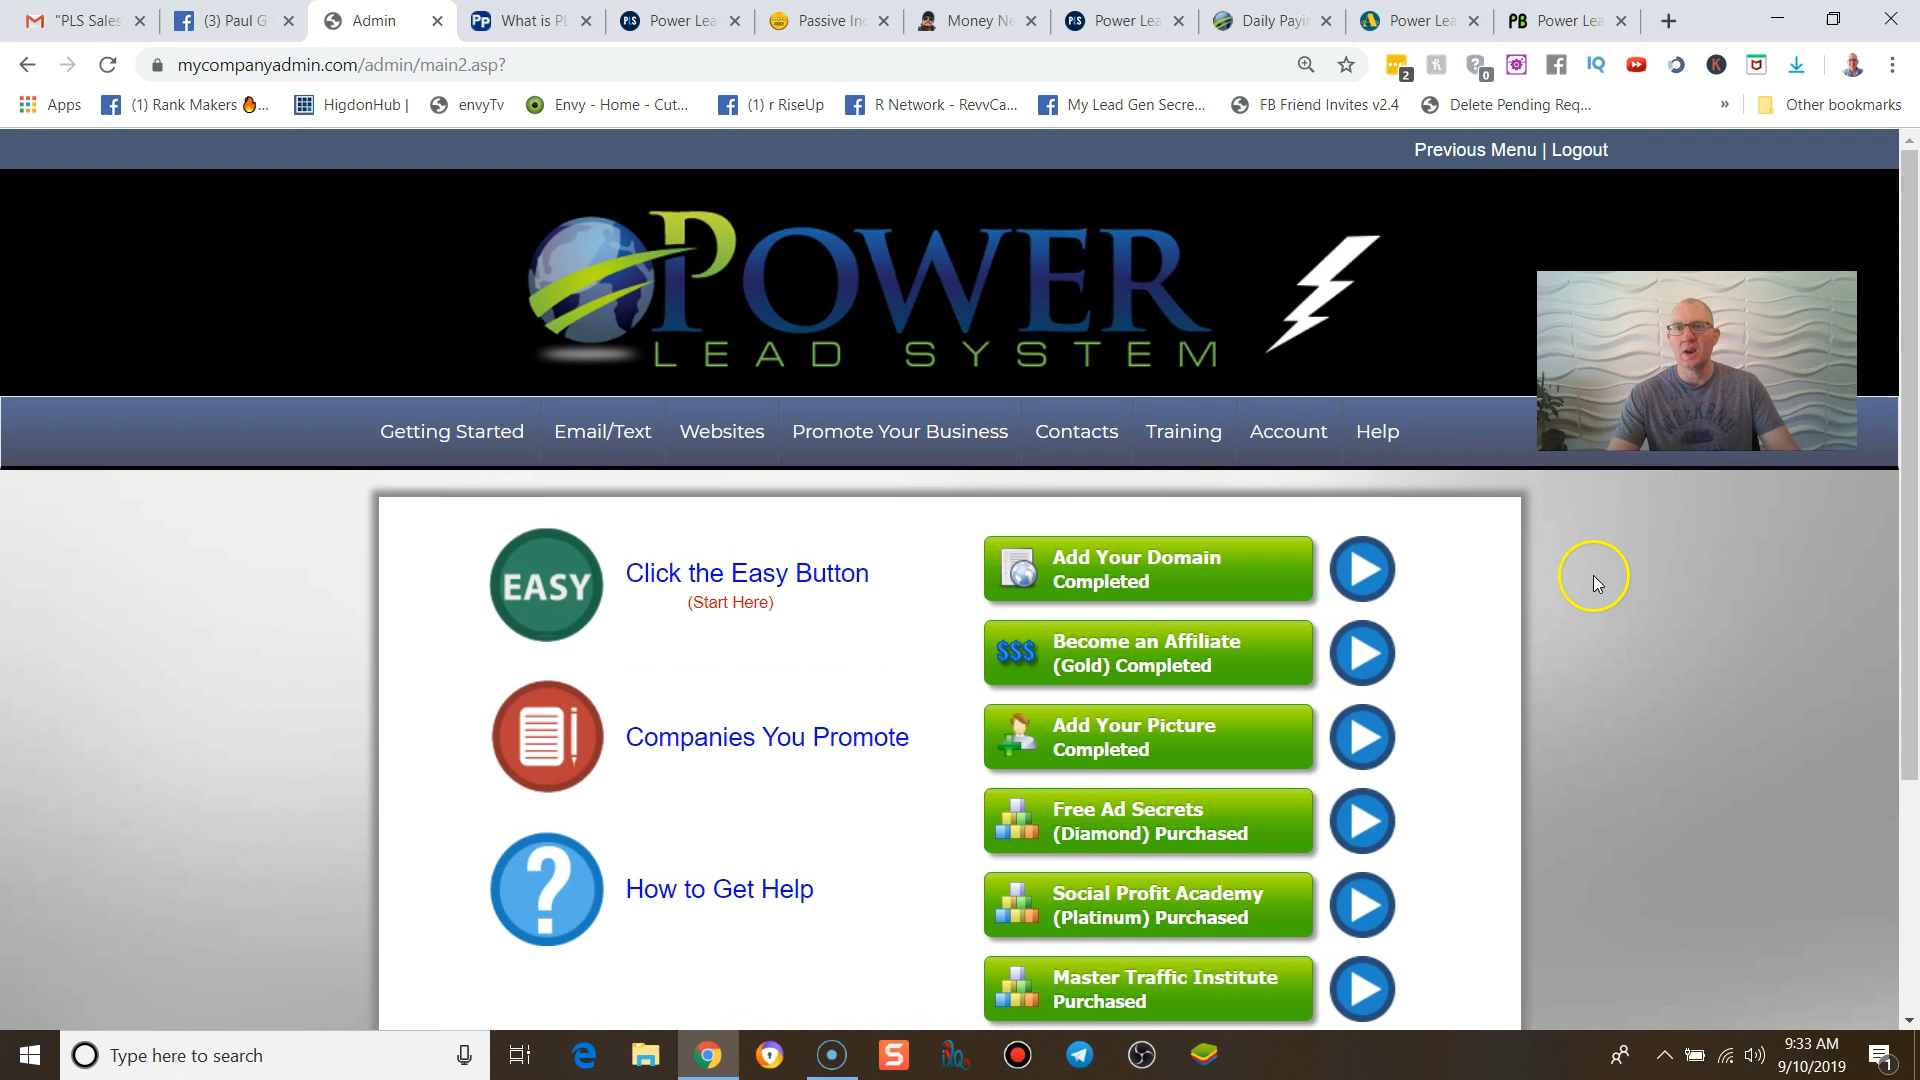 "PLS Sales
(3) Paul G
Admin
What is PL
Power Lea
Passive Inc
Money Ne
Power Lea
Daily Payin
Power Lea
Power Lea
mycompanyadmin.com/admin/main2.asp?
2
0
Apps
(1) Rank Makers 🔥...
HigdonHub |
envyTv
Envy - Home - Cut...
(1) r RiseUp
R Network - RevvCa...
My Lead Gen Secre...
FB Friend Invites v2.4
Delete Pending Req...
»
Other bookmarks
Previous Menu | Logout
POWER
LEAD SYSTEM
Getting Started
Email/Text
Websites
Promote Your Business
Contacts
Training
Account
Help
EASY
Click the Easy Button
(Start Here)
Companies You Promote
How to Get Help
Add Your Domain
Completed
$$$
Become an Affiliate
(Gold) Completed
Add Your Picture
Completed
Free Ad Secrets
(Diamond) Purchased
Social Profit Academy
(Platinum) Purchased
Master Traffic Institute
Purchased
Type here to search
9:33 AM
9/10/2019
1